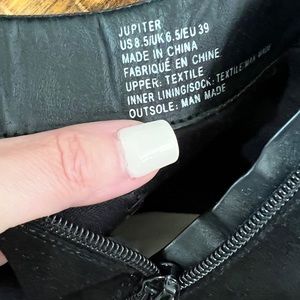 JUPITER
US 8.5/UK 6.5/EU 39
MADE IN CHINA
FABRIQUÉ EN CHINE
UPPER: TEXTILE
INNER LINING/SOCK: TEXTILE/MAN MADE
OUTSOLE: MAN MADE